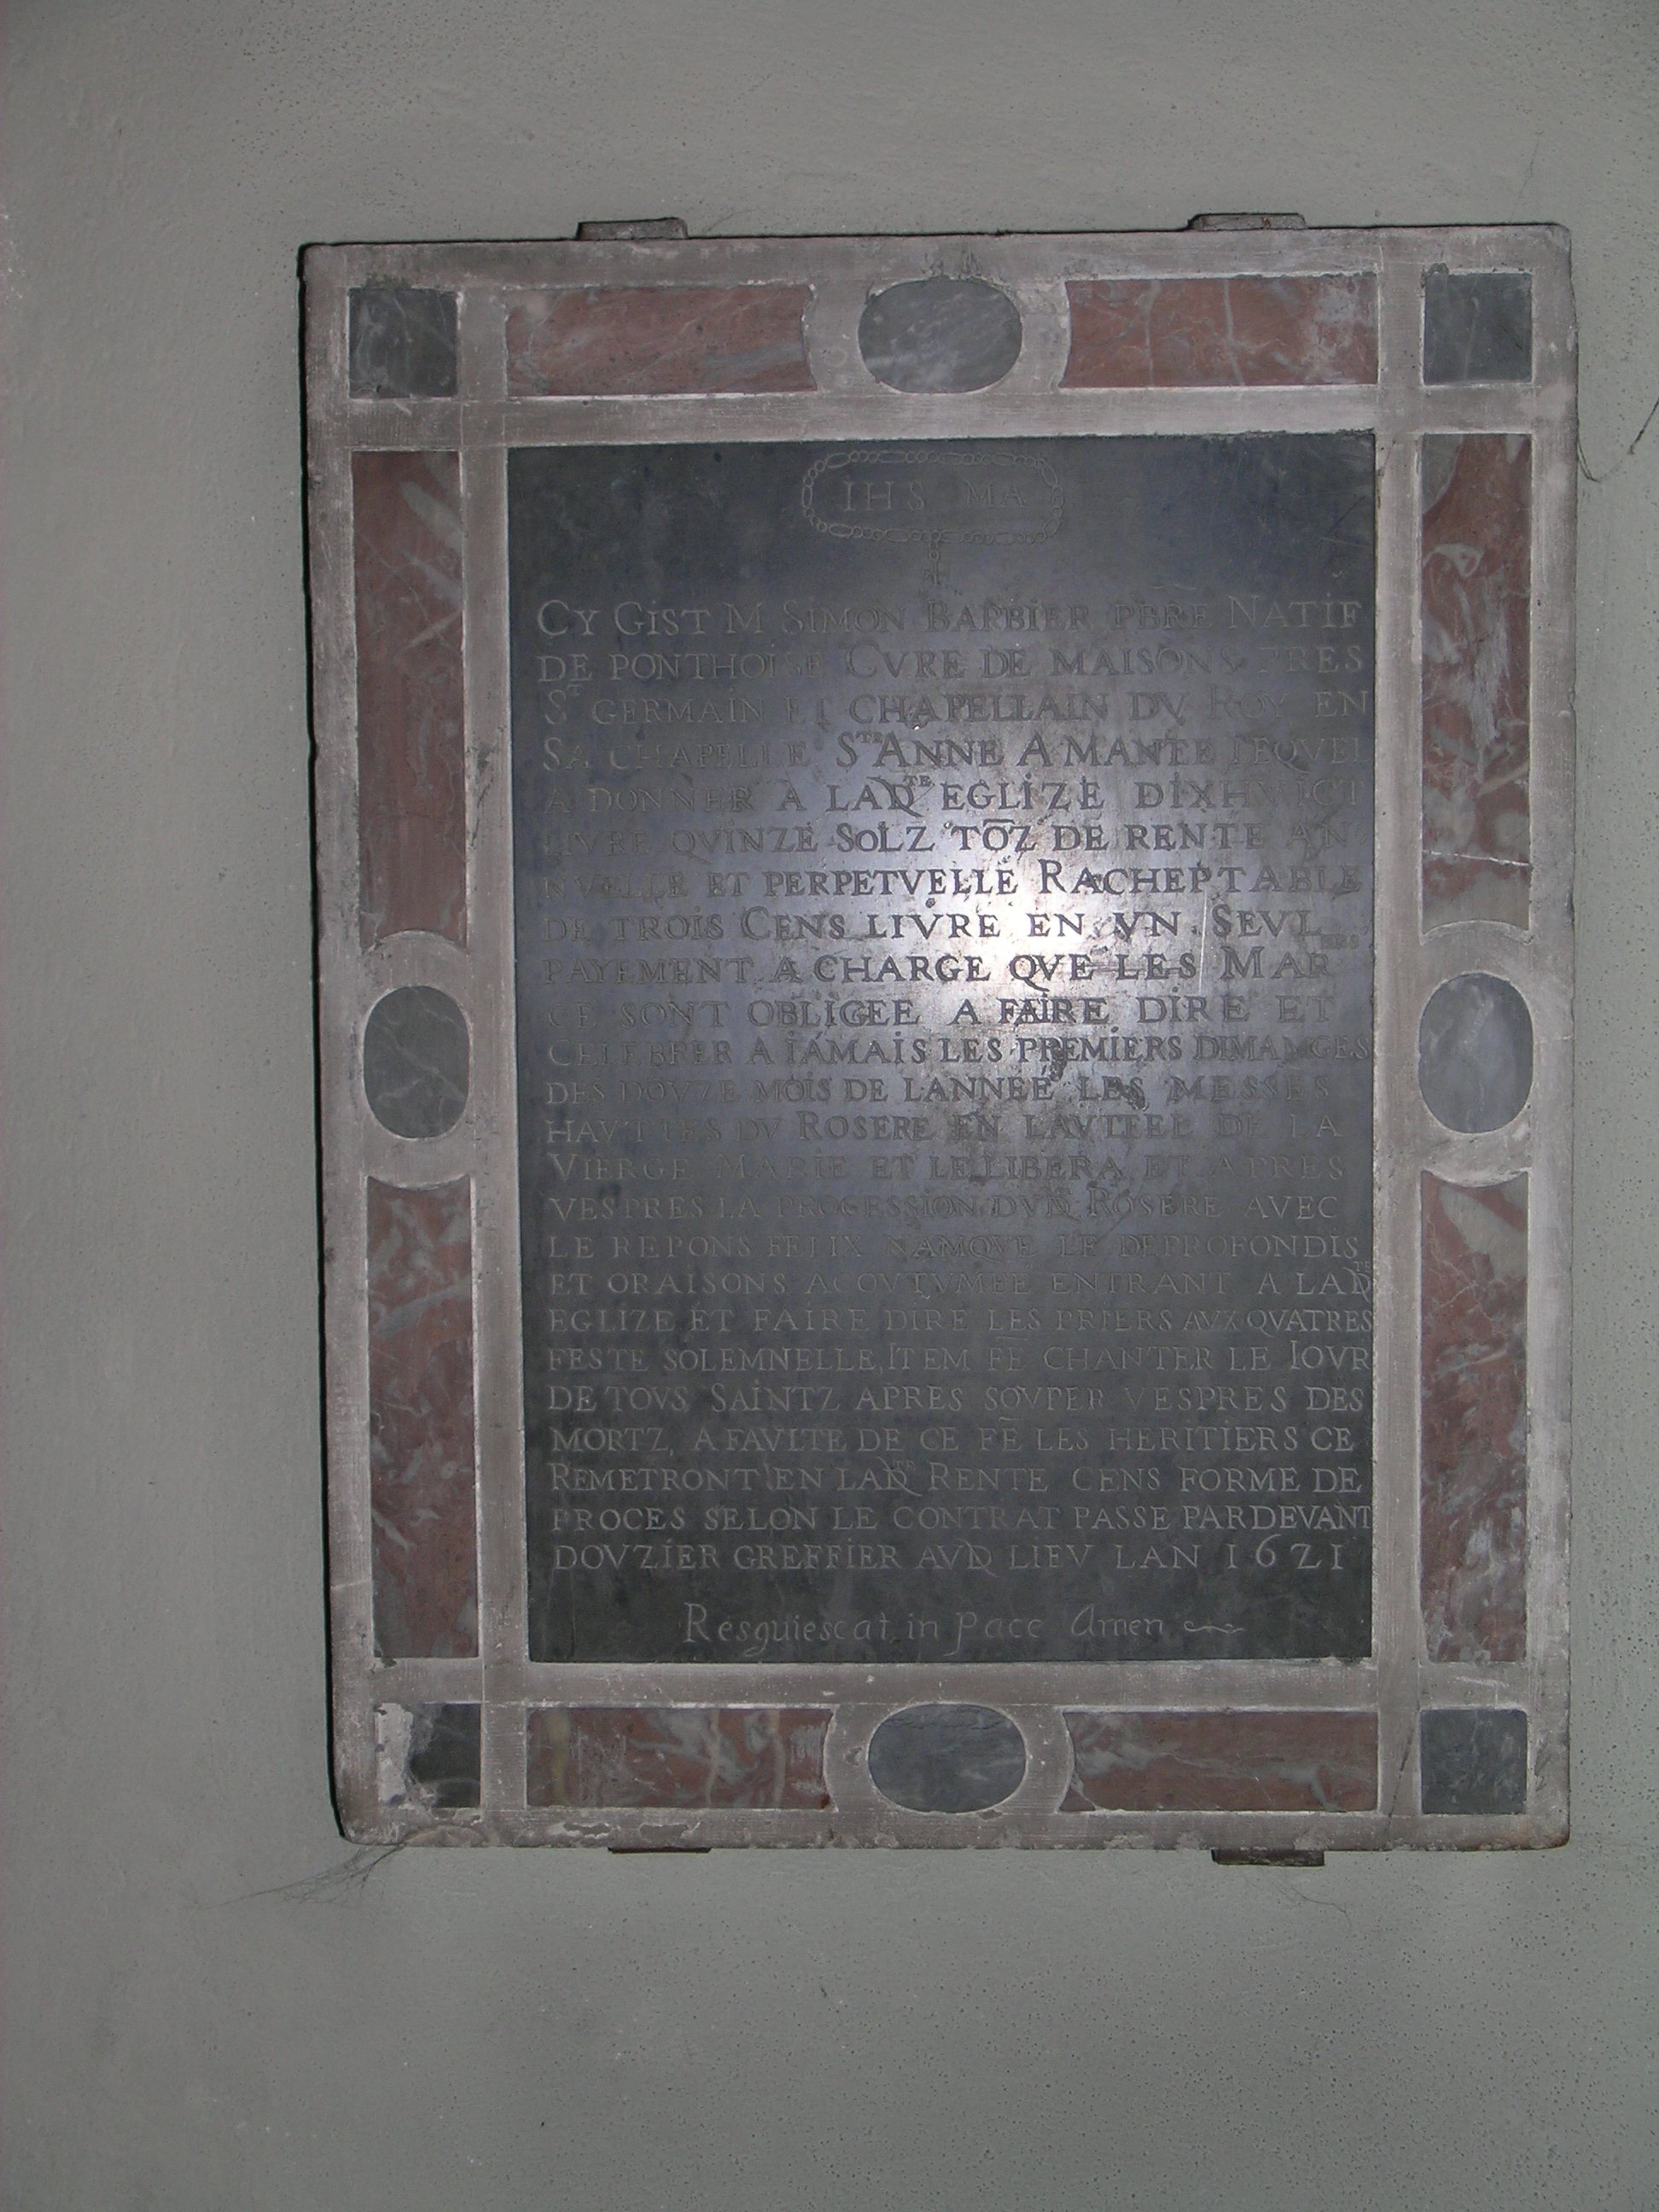 IHS MA
CY GIST M SIMON BARBIER PBRE NATIF
DE PONTHOISE CVRE DE MAISONS PRES
ST GERMAIN ET CHAPELLAIN DV ROY EN
SA CHAPELLE STE ANNE A MANTE LEQVEL
A DONNER A LADTE EGLIZE DIXHVICT
LIVRE QVINZE SOLZ TOZ DE RENTE AN
NVELLE ET PERPETVELLE RACHEPTABLE
DE TROIS CENS LIVRE EN VN SEVL
PAYEMENT A CHARGE QVE LES MARERS
CE SONT OBLIGEE A FAIRE DIRE ET
CELEBRER A IAMAIS LES PREMIERS DIMANGES
DES DOVZE MOIS DE LANNEE LES MESSES
HAVTTES DV ROSERE EN LAVTEL DE LA
VIERGE MARIE ET LE LIBERA ET APRES
VESPRES LA PROCESSION DVD ROSERE AVEC
LE REPONS FELIX NAMQVE LE DEPROFONDIS
ET ORAISONS ACOVTVMEE ENTRANT A LADTE
EGLIZE ET FAIRE DIRE LES PRIERS AVX QVATRES
FESTE SOLEMNELLE, ITEM FE CHANTER LE IOVR
DE TOVS SAINTZ APRES SOVPER VESPRES DES
MORTZ, A FAVLTE DE CE FE LES HERITIERS CE
REMETRONT EN LADTE RENTE CENS FORME DE
PROCES SELON LE CONTRAT PASSE PARDEVANT
DOVZIER GREFFIER AVD LIEV LAN 1621
Resquiescat in pace Amen